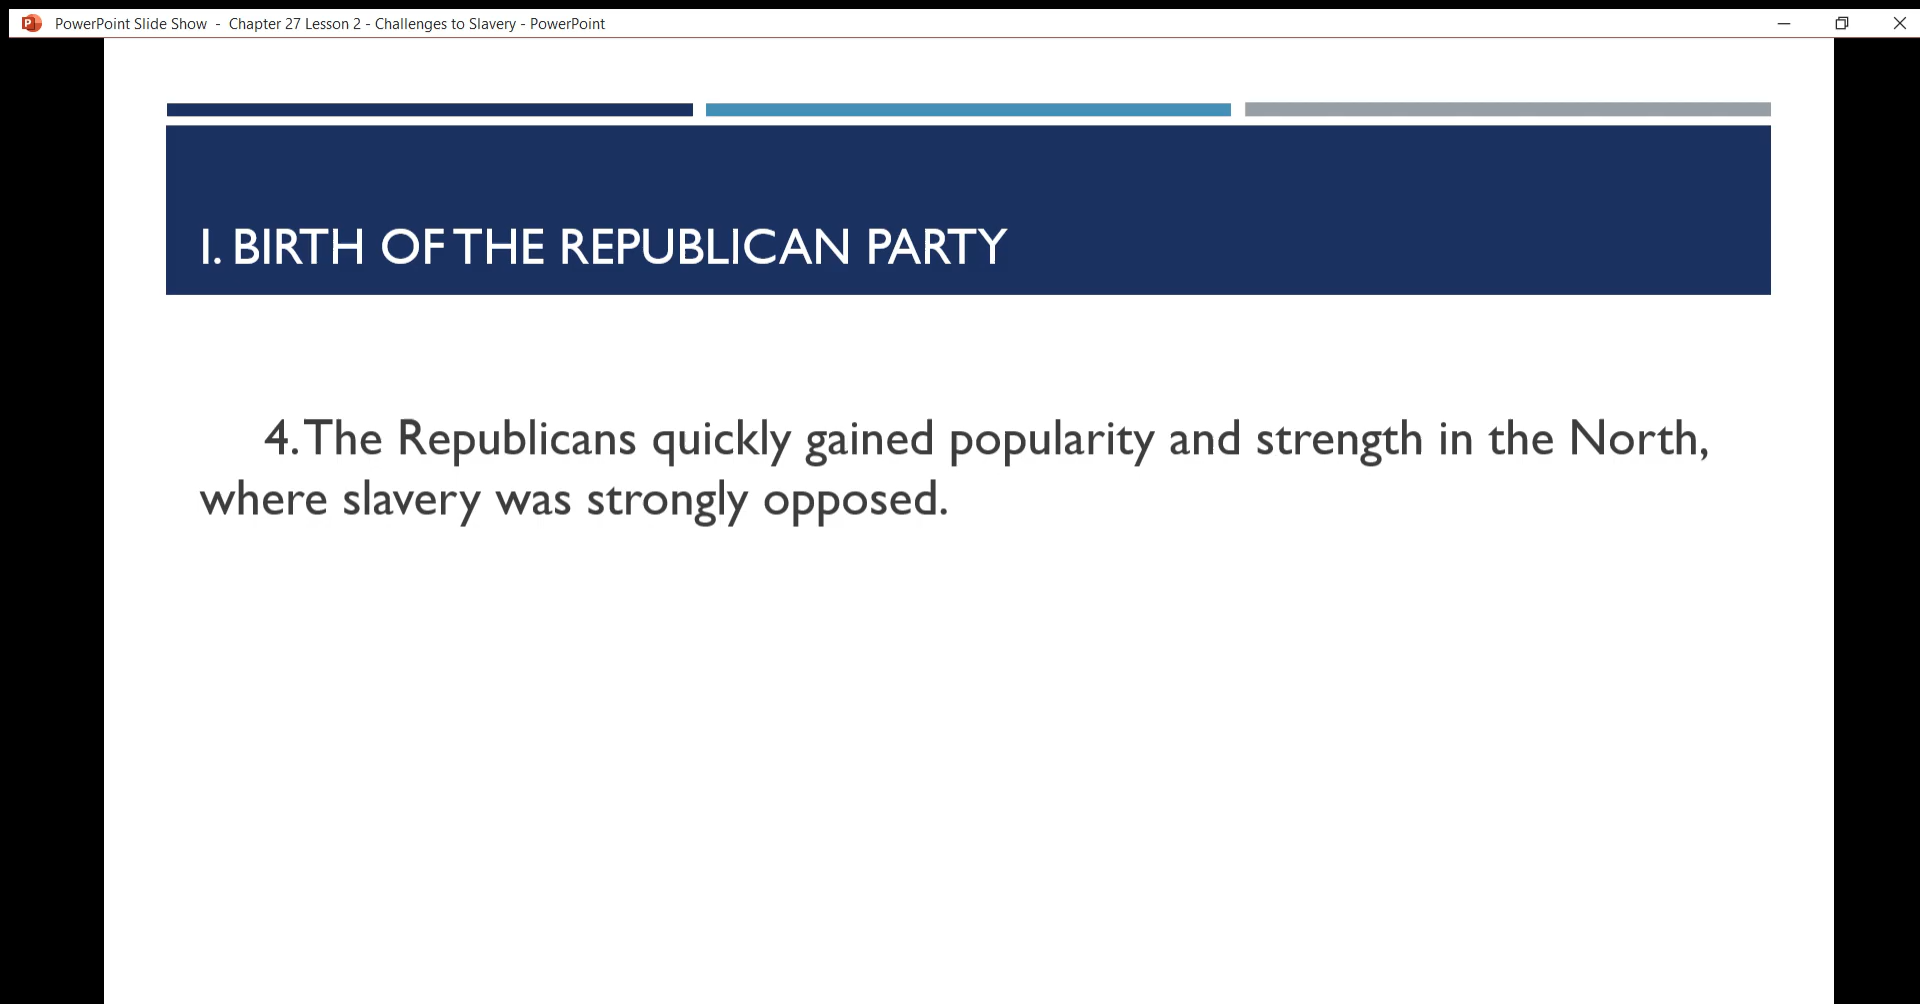 PowerPoint Slide Show - Chapter 27 Lesson 2 - Challenges to Slavery - PowerPoint
I. BIRTH OF THE REPUBLICAN PARTY
4. The Republicans quickly gained popularity and strength in the North,
where slavery was strongly opposed.